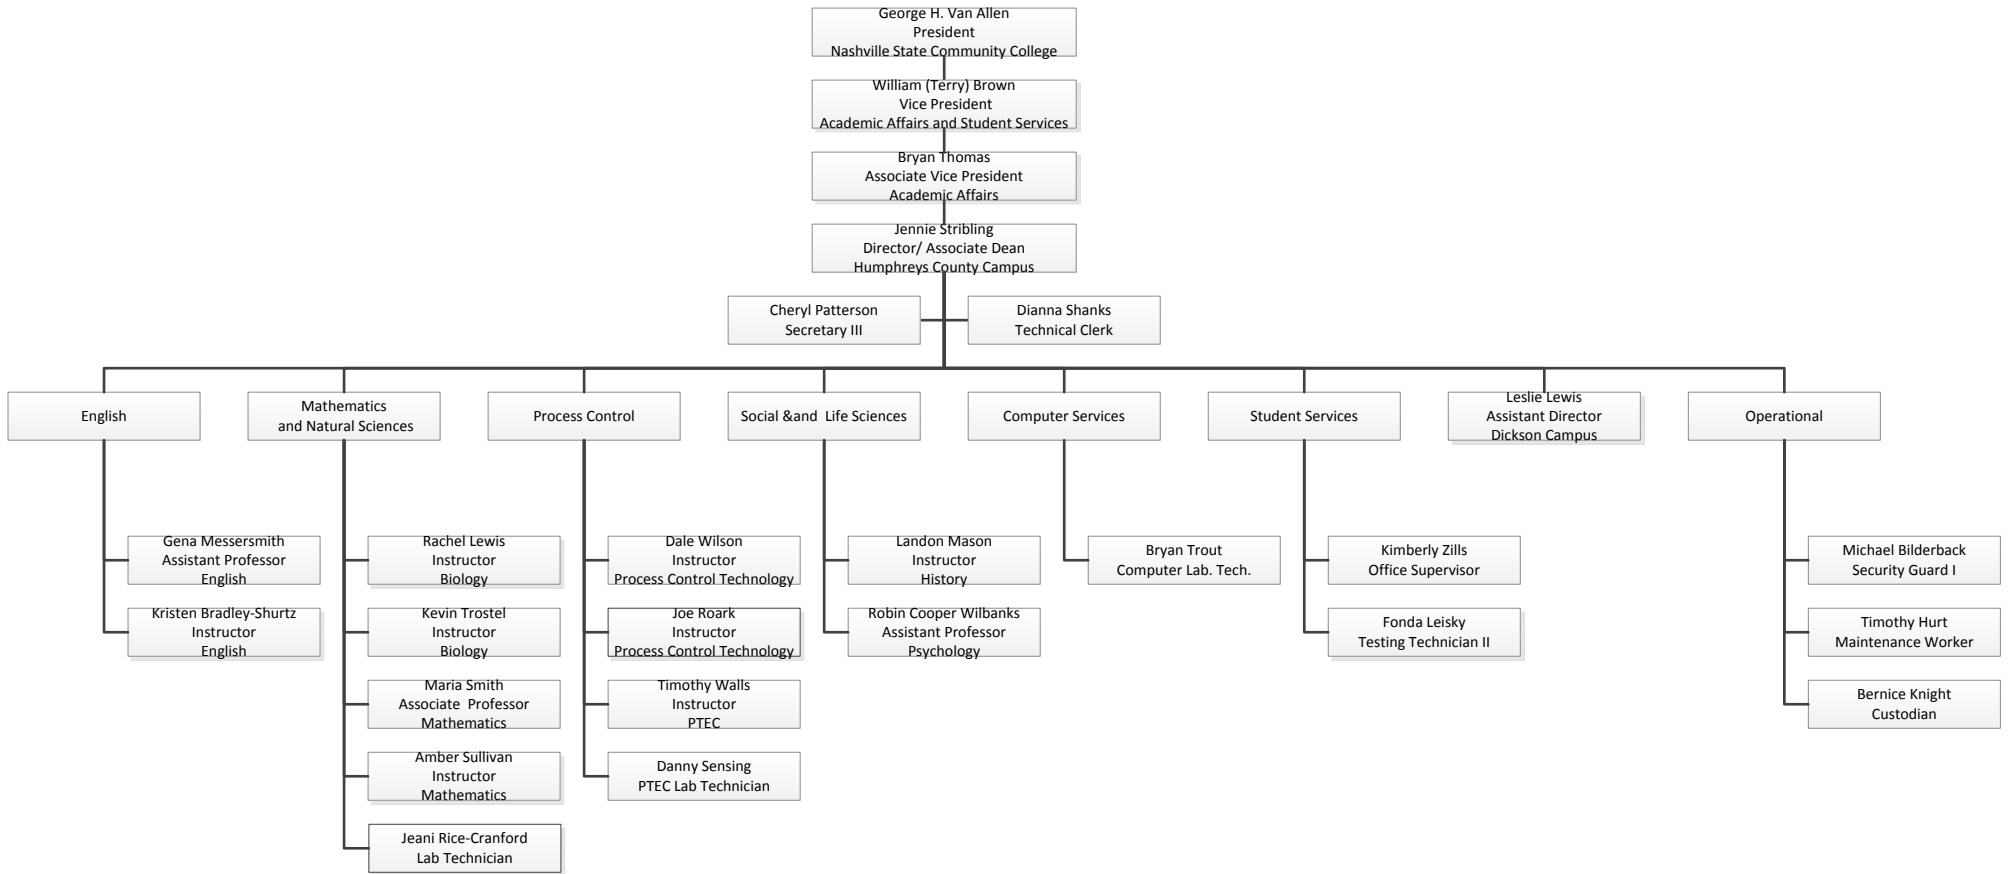 George H. Van Allen
President
Nashville State Community College
William (Terry) Brown
Vice President
Academic Affairs and Student Services
Bryan Thomas
Associate Vice President
Academic Affairs
Jennie Stribling
Director/ Associate Dean
Humphreys County Campus
Cheryl Patterson
Secretary III
Dianna Shanks
Technical Clerk
English
Mathematics
and Natural Sciences
Process Control
Social &and  Life Sciences
Computer Services
Student Services
Leslie Lewis
Assistant Director
Dickson Campus
Operational
Gena Messersmith
Assistant Professor
English
Kristen Bradley-Shurtz
Instructor
English
Rachel Lewis
Instructor
Biology
Kevin Trostel
Instructor
Biology
Maria Smith
Associate  Professor
Mathematics
Amber Sullivan
Instructor
Mathematics
Jeani Rice-Cranford
Lab Technician
Dale Wilson
Instructor
Process Control Technology
Joe Roark
Instructor
Process Control Technology
Timothy Walls
Instructor
PTEC
Danny Sensing
PTEC Lab Technician
Landon Mason
Instructor
History
Robin Cooper Wilbanks
Assistant Professor
Psychology
Bryan Trout
Computer Lab. Tech.
Kimberly Zills
Office Supervisor
Fonda Leisky
Testing Technician II
Michael Bilderback
Security Guard I
Timothy Hurt
Maintenance Worker
Bernice Knight
Custodian